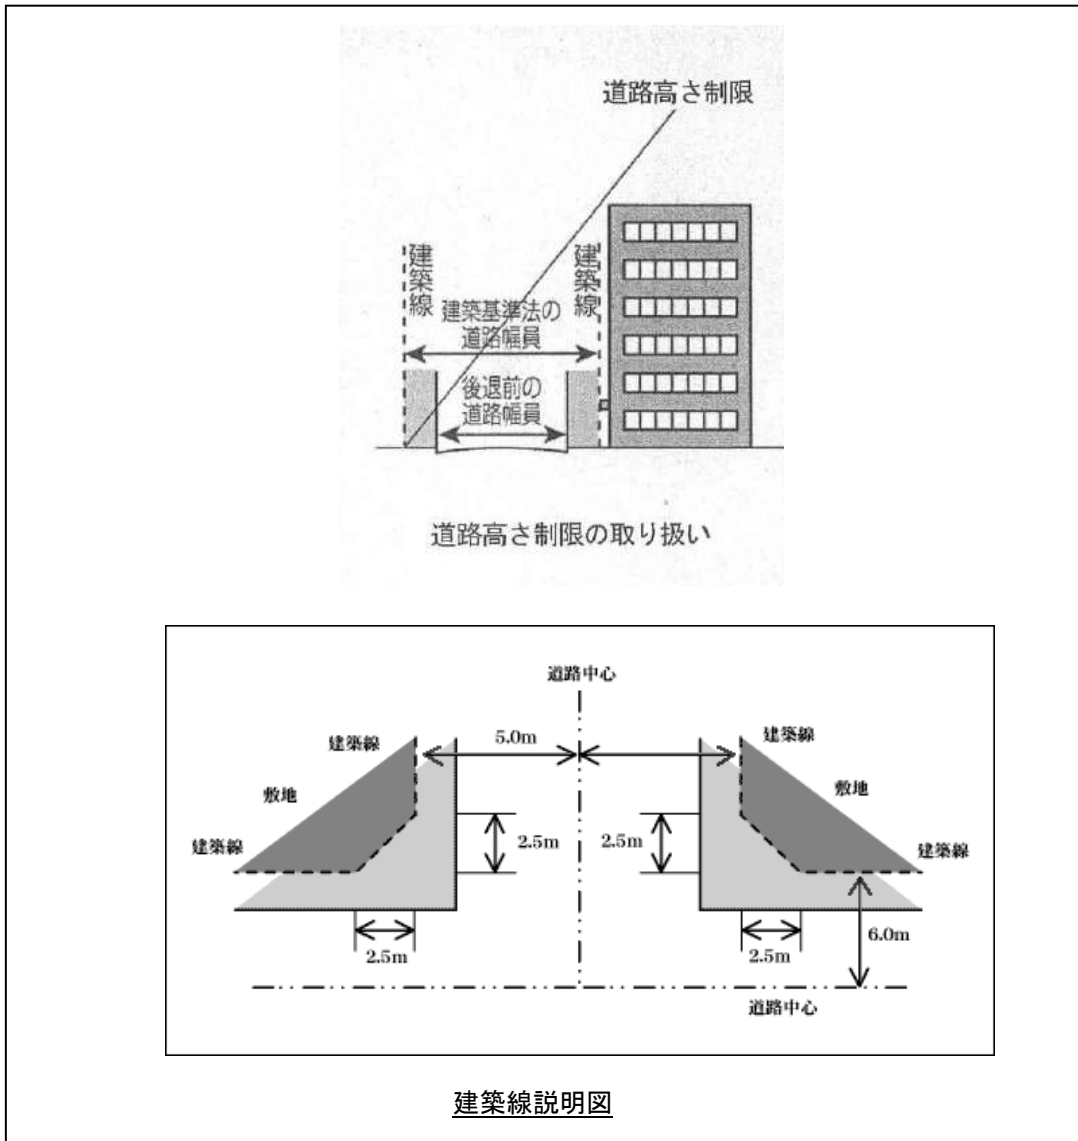 道路高さ制限
建築線
建築線
建築基準法の
道路幅員
後退前の
道路幅員
道路高さ制限の取り扱い
道路中心
建築線
5.0m
建築線
敷地
敷地
建築線
2.5m
2.5m
建築線
2.5m
2.5m
6.0m
道路中心
建築線説明図